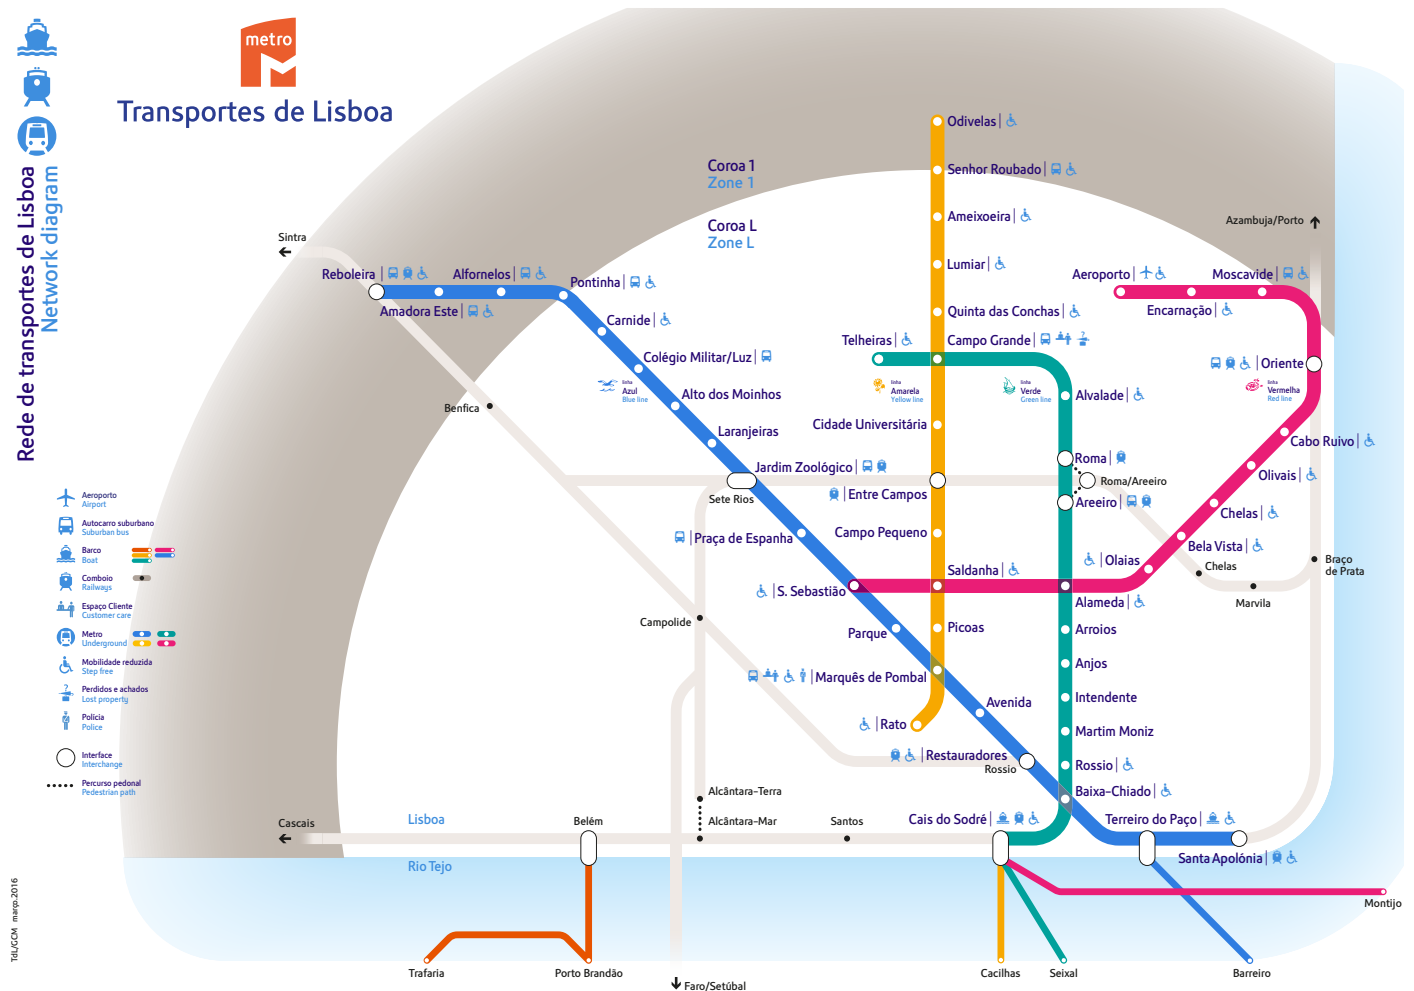 metro
Transportes de Lisboa
Rede de transportes de Lisboa
Network diagram
Coroa 1
Zone 1
Coroa L
Zone L
Odivelas
Senhor Roubado
Ameixoeira
Lumiar
Quinta das Conchas
Campo Grande
Telheiras
Azambuja/Porto
Aeroporto
Moscavide
Encarnação
Oriente
Sintra
Reboleira
Alfornelos
Pontinha
Amadora Este
Carnide
Colégio Militar/Luz
linha
Azul
Blue line
linha
Amarela
Yellow line
linha
Verde
Green line
linha
Vermelha
Red line
Alto dos Moinhos
Alvalade
Benfica
Laranjeiras
Cidade Universitária
Cabo Ruivo
Jardim Zoológico
Sete Rios
Entre Campos
Roma
Roma/Areeiro
Areeiro
Olivais
Chelas
Praça de Espanha
Campo Pequeno
Bela Vista
Olaias
Chelas
Braço
de Prata
Marvila
Saldanha
S. Sebastião
Alameda
Campolide
Parque
Picoas
Arroios
Anjos
Marquês de Pombal
Intendente
Avenida
Rato
Martim Moniz
Restauradores
Rossio
Rossio
Baixa-Chiado
Alcântara-Terra
Alcântara-Mar
Santos
Cais do Sodré
Terreiro do Paço
Santa Apolónia
Cascais
Lisboa
Belém
Rio Tejo
Montijo
Trafaria
Porto Brandão
Faro/Setúbal
Cacilhas
Seixal
Barreiro
Aeroporto
Airport
Autocarro suburbano
Suburban bus
Barco
Boat
Comboio
Railways
Espaço Cliente
Customer care
Metro
Underground
Mobilidade reduzida
Step free
Perdidos e achados
Lost property
Polícia
Police
Interface
Interchange
Percurso pedonal
Pedestrian path
TdL/GCM março.2016